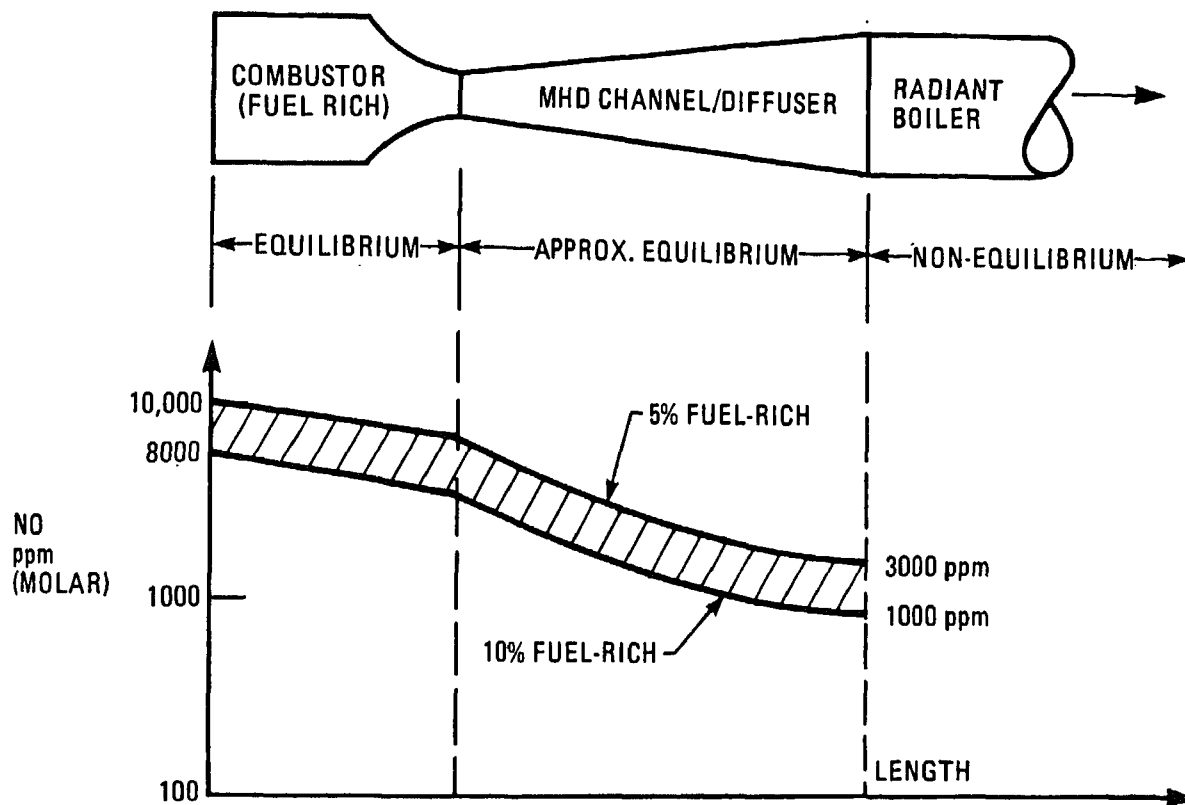 COMBUSTOR
(FUEL RICH)
MHD CHANNEL/DIFFUSER
RADIANT
BOILER
EQUILIBRIUM
APPROX. EQUILIBRIUM
NON-EQUILIBRIUM
10,000
8000
NO
ppm
(MOLAR)
1000
100
5% FUEL-RICH
10% FUEL-RICH
3000 ppm
1000 ppm
LENGTH